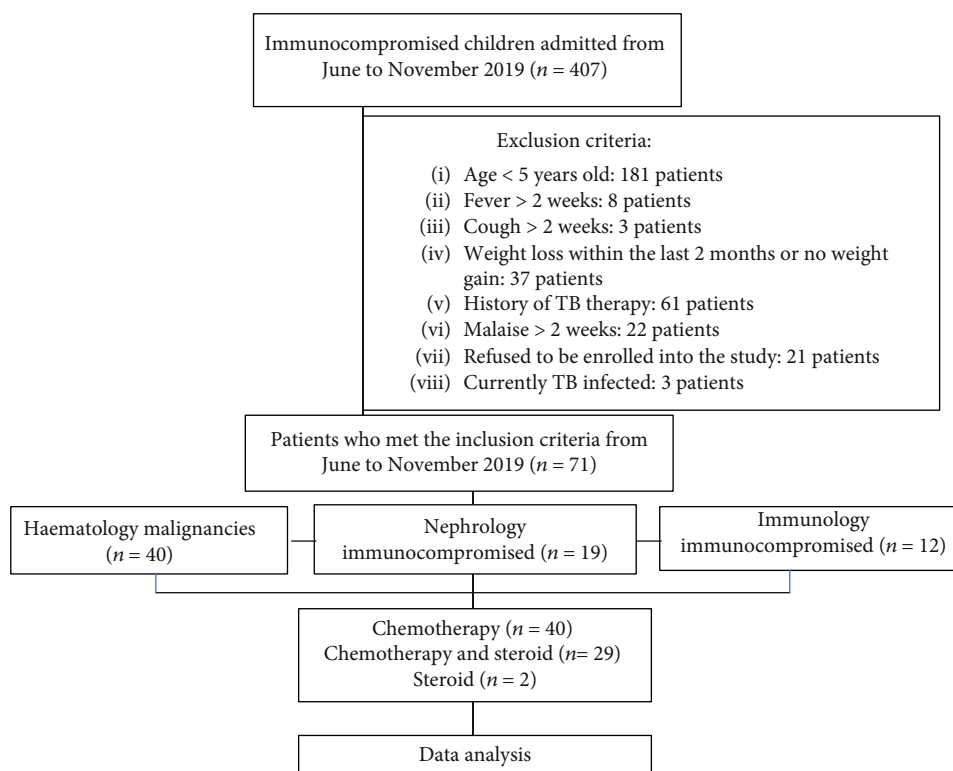 Immunocompromised children admitted from
June to November 2019 (n = 407)
Exclusion criteria:
(i) Age < 5 years old: 181 patients
(ii) Fever > 2 weeks: 8 patients
(iii) Cough > 2 weeks: 3 patients
(iv) Weight loss within the last 2 months or no weight
gain: 37 patients
(v) History of TB therapy: 61 patients
(vi) Malaise > 2 weeks: 22 patients
(vii) Refused to be enrolled into the study: 21 patients
(viii) Currently TB infected: 3 patients
Patients who met the inclusion criteria from
June to November 2019 (n = 71)
Haematology malignancies
(n = 40)
Nephrology
immunocompromised (n = 19)
Immunology
immunocompromised (n = 12)
Chemotherapy (n = 40)
Chemotherapy and steroid (n= 29)
Steroid (n = 2)
Data analysis